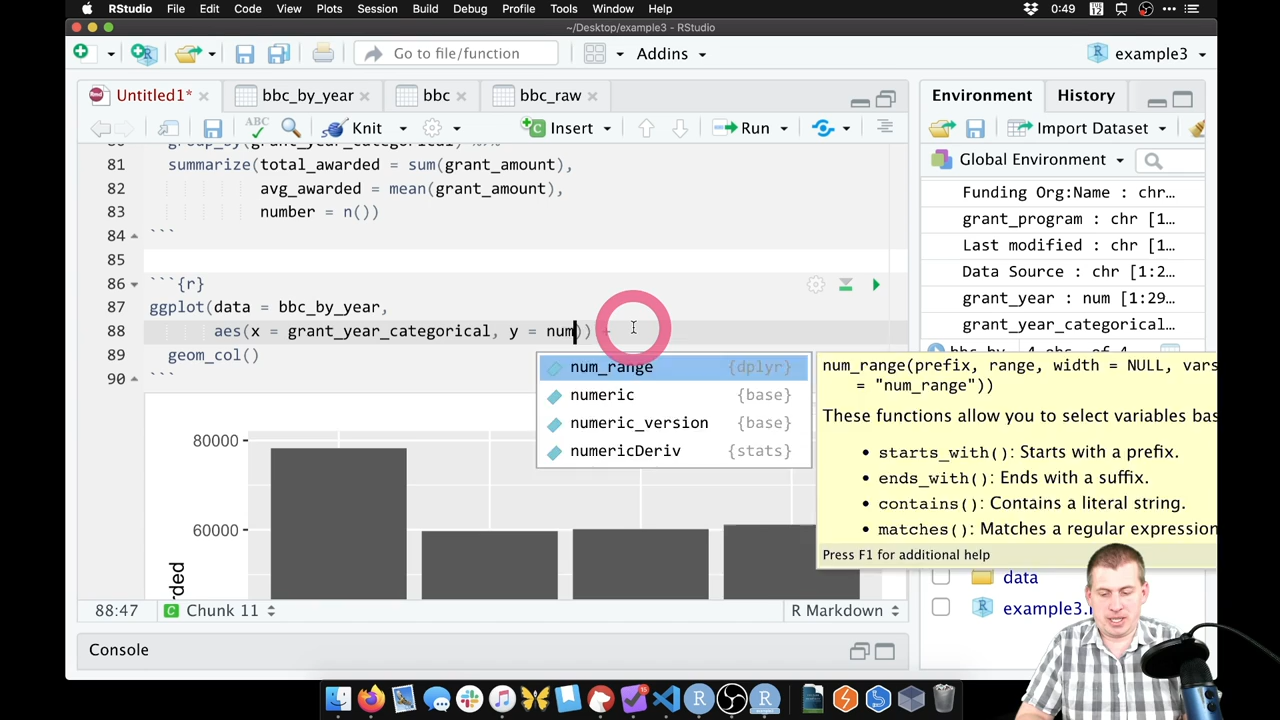 RStudio File Edit Code View Plots Session Build Debug Profile Tools Window Help 0:49
~/Desktop/example3 - RStudio
Go to file/function Addins example3
Untitled1* bbc_by_year bbc bbc_raw Environment History
ABC Knit Insert Run Import Dataset
81 summarize(total_awarded = sum(grant_amount),
82 avg_awarded = mean(grant_amount),
83 number = n())
84 ```
85
86 ```{r}
87 ggplot(data = bbc_by_year,
88 aes(x = grant_year_categorical, y = num)) +
89 geom_col()
90 ```
num_range {dplyr}
numeric {base}
numeric_version {base}
numericDeriv {stats}
num_range(prefix, range, width = NULL, vars
= "num_range"))
These functions allow you to select variables bas
• starts_with(): Starts with a prefix.
• ends_with(): Ends with a suffix.
• contains(): Contains a literal string.
• matches(): Matches a regular expression
Press F1 for additional help
80000
60000
88:47 Chunk 11 R Markdown
Console
Global Environment
Funding Org:Name : chr…
grant_program : chr [1…
Last modified : chr [1…
Data Source : chr [1:2…
grant_year : num [1:29…
grant_year_categorical…
data